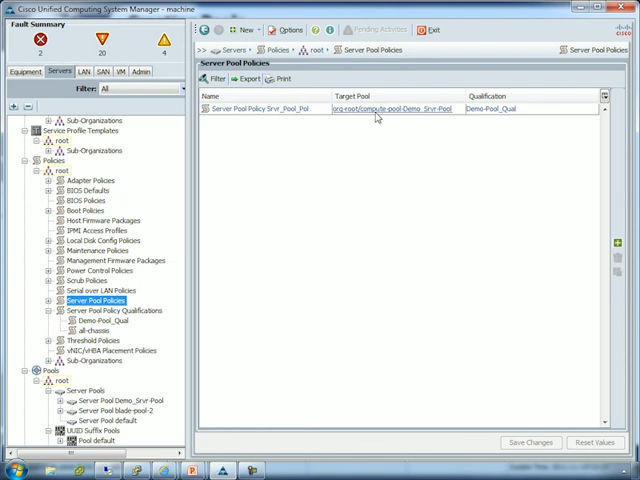 Cisco Unified Computing System Manager - machine
Fault Summary
2
20
4
New
Options
Pending Activities
Exit
cisco
>> Servers
Policies
root
Server Pool Policies
Server Pool Policies
Equipment
Servers
LAN
SAN
VM
Admin
Filter: All
Server Pool Policies
Filter
Export
Print
Name
Target Pool
Qualification
Server Pool Policy Srvr_Pool_Pol
org-root/compute-pool-Demo_Srvr-Pool
Demo-Pool_Qual
Sub-Organizations
Service Profile Templates
root
Sub-Organizations
Policies
root
Adapter Policies
BIOS Defaults
BIOS Policies
Boot Policies
Host Firmware Packages
IPMI Access Profiles
Local Disk Config Policies
Maintenance Policies
Management Firmware Packages
Power Control Policies
Scrub Policies
Serial over LAN Policies
Server Pool Policies
Server Pool Policy Qualifications
Demo-Pool_Qual
all-chassis
Threshold Policies
vNIC/vHBA Placement Policies
Sub-Organizations
Pools
root
Server Pools
Server Pool Demo_Srvr-Pool
Server Pool blade-pool-2
Server Pool default
UUID Suffix Pools
Pool default
Save Changes
Reset Values